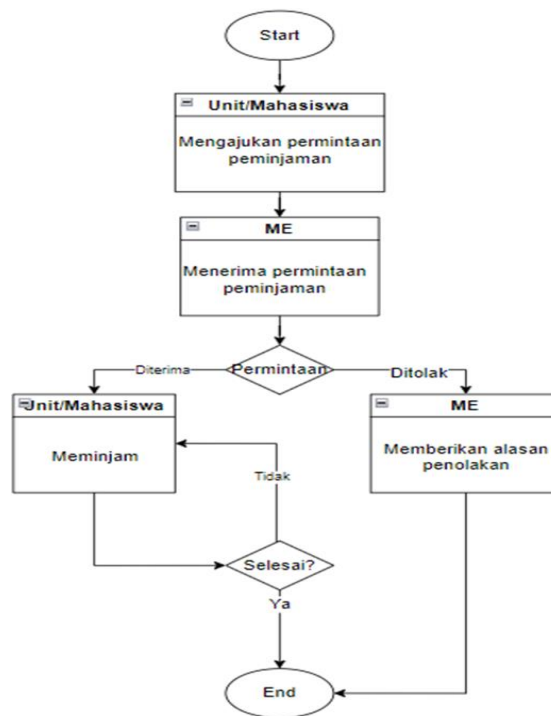 Start
Unit/Mahasiswa
Mengajukan permintaan
peminjaman
ME
Menerima permintaan
peminjaman
Diterima
Permintaan
Ditolak
Unit/Mahasiswa
Meminjam
ME
Memberikan alasan
penolakan
Tidak
Selesai?
Ya
End